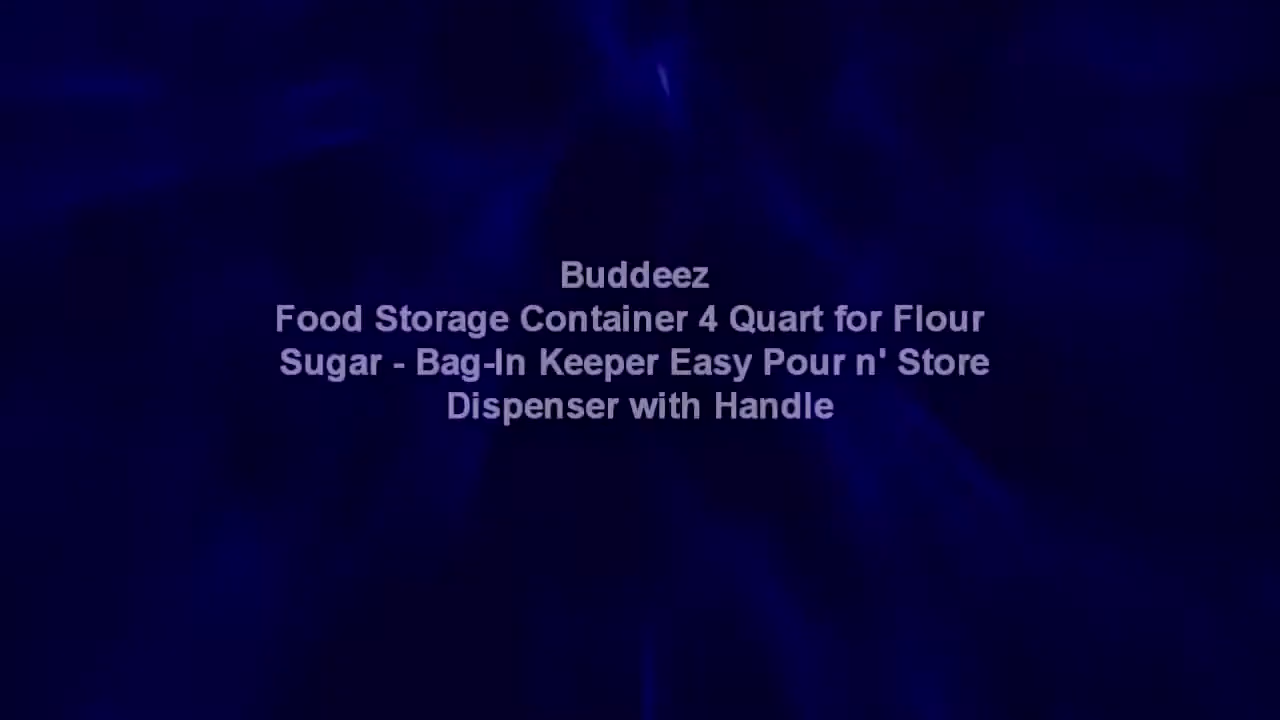 Buddeez
Food Storage Container 4 Quart for Flour
Sugar - Bag-In Keeper Easy Pour n' Store
Dispenser with Handle